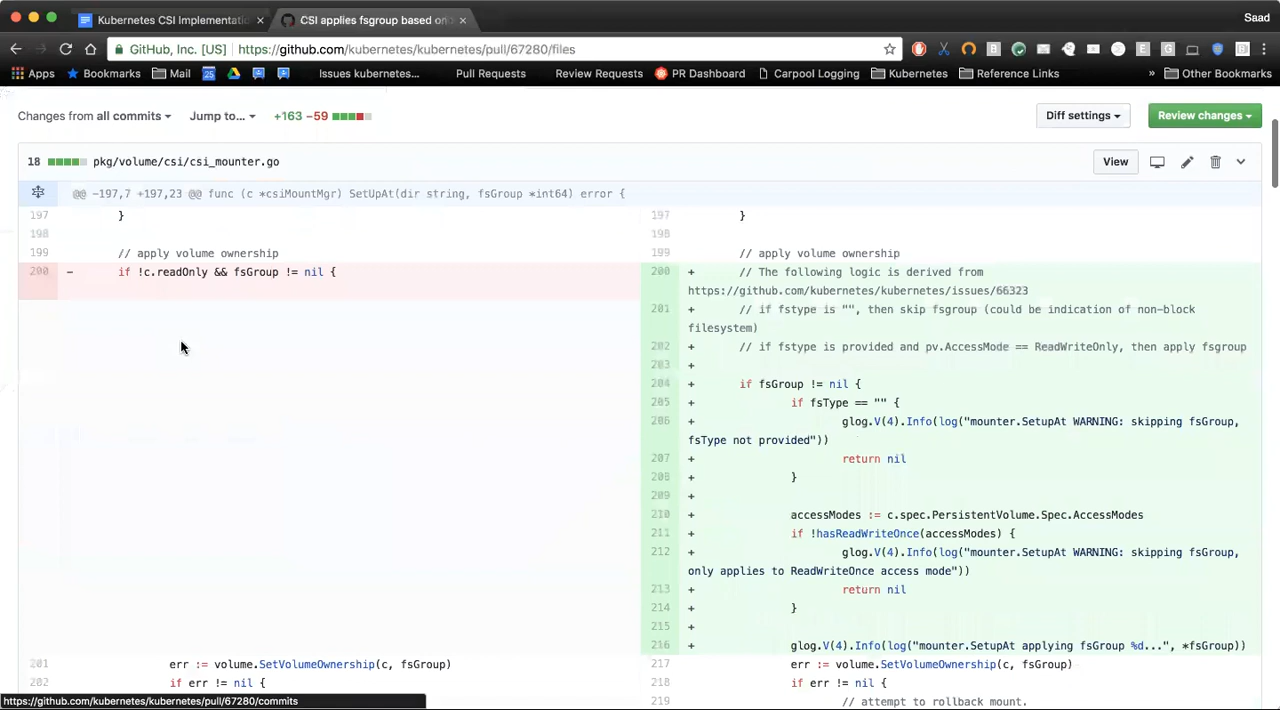 Kubernetes CSI Implementatio
CSI applies fsgroup based on
Saad
GitHub, Inc. [US]
https://github.com/kubernetes/kubernetes/pull/67280/files
Apps
Bookmarks
Mail
Issues kubernetes...
Pull Requests
Review Requests
PR Dashboard
Carpool Logging
Kubernetes
Reference Links
» Other Bookmarks
Changes from all commits
Jump to...
+163 −59
Diff settings
Review changes
18 pkg/volume/csi/csi_mounter.go
View
@@ -197,7 +197,23 @@ func (c *csiMountMgr) SetUpAt(dir string, fsGroup *int64) error {
197 }
198
199 // apply volume ownership
200 - if !c.readOnly && fsGroup != nil {
201 err := volume.SetVolumeOwnership(c, fsGroup)
202 if err != nil {
197 }
198
199 // apply volume ownership
200 + // The following logic is derived from
https://github.com/kubernetes/kubernetes/issues/66323
201 + // if fstype is "", then skip fsgroup (could be indication of non-block
filesystem)
202 + // if fstype is provided and pv.AccessMode == ReadWriteOnly, then apply fsgroup
203 +
204 + if fsGroup != nil {
205 + if fsType == "" {
206 + glog.V(4).Info(log("mounter.SetupAt WARNING: skipping fsGroup,
fsType not provided"))
207 + return nil
208 + }
209 +
210 + accessModes := c.spec.PersistentVolume.Spec.AccessModes
211 + if !hasReadWriteOnce(accessModes) {
212 + glog.V(4).Info(log("mounter.SetupAt WARNING: skipping fsGroup,
only applies to ReadWriteOnce access mode"))
213 + return nil
214 + }
215 +
216 + glog.V(4).Info(log("mounter.SetupAt applying fsGroup %d...", *fsGroup))
217 err := volume.SetVolumeOwnership(c, fsGroup)
218 if err != nil {
219 // attempt to rollback mount.
https://github.com/kubernetes/kubernetes/pull/67280/commits